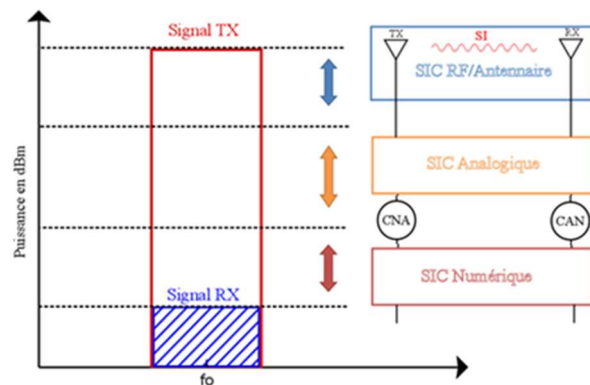 Signal TX
Puissance en dBm
Signal RX
fo
TX
SI
RX
SIC RF/Antennaire
SIC Analogique
CNA
CAN
SIC Numérique